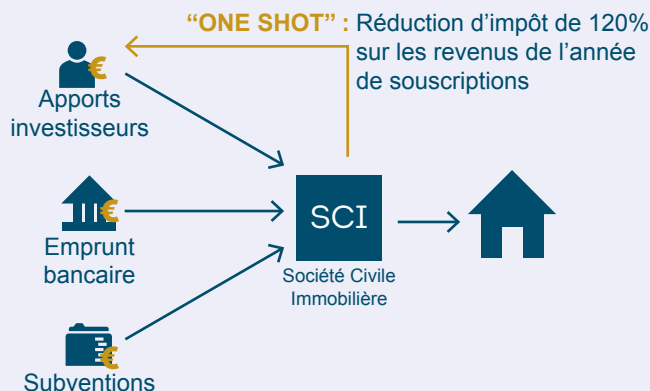 “ONE SHOT” : Réduction d’impôt de 120%
sur les revenus de l’année
de souscriptions
€
Apports
investisseurs
€
Emprunt
bancaire
SCI
Société Civile
Immobilière
€
Subventions